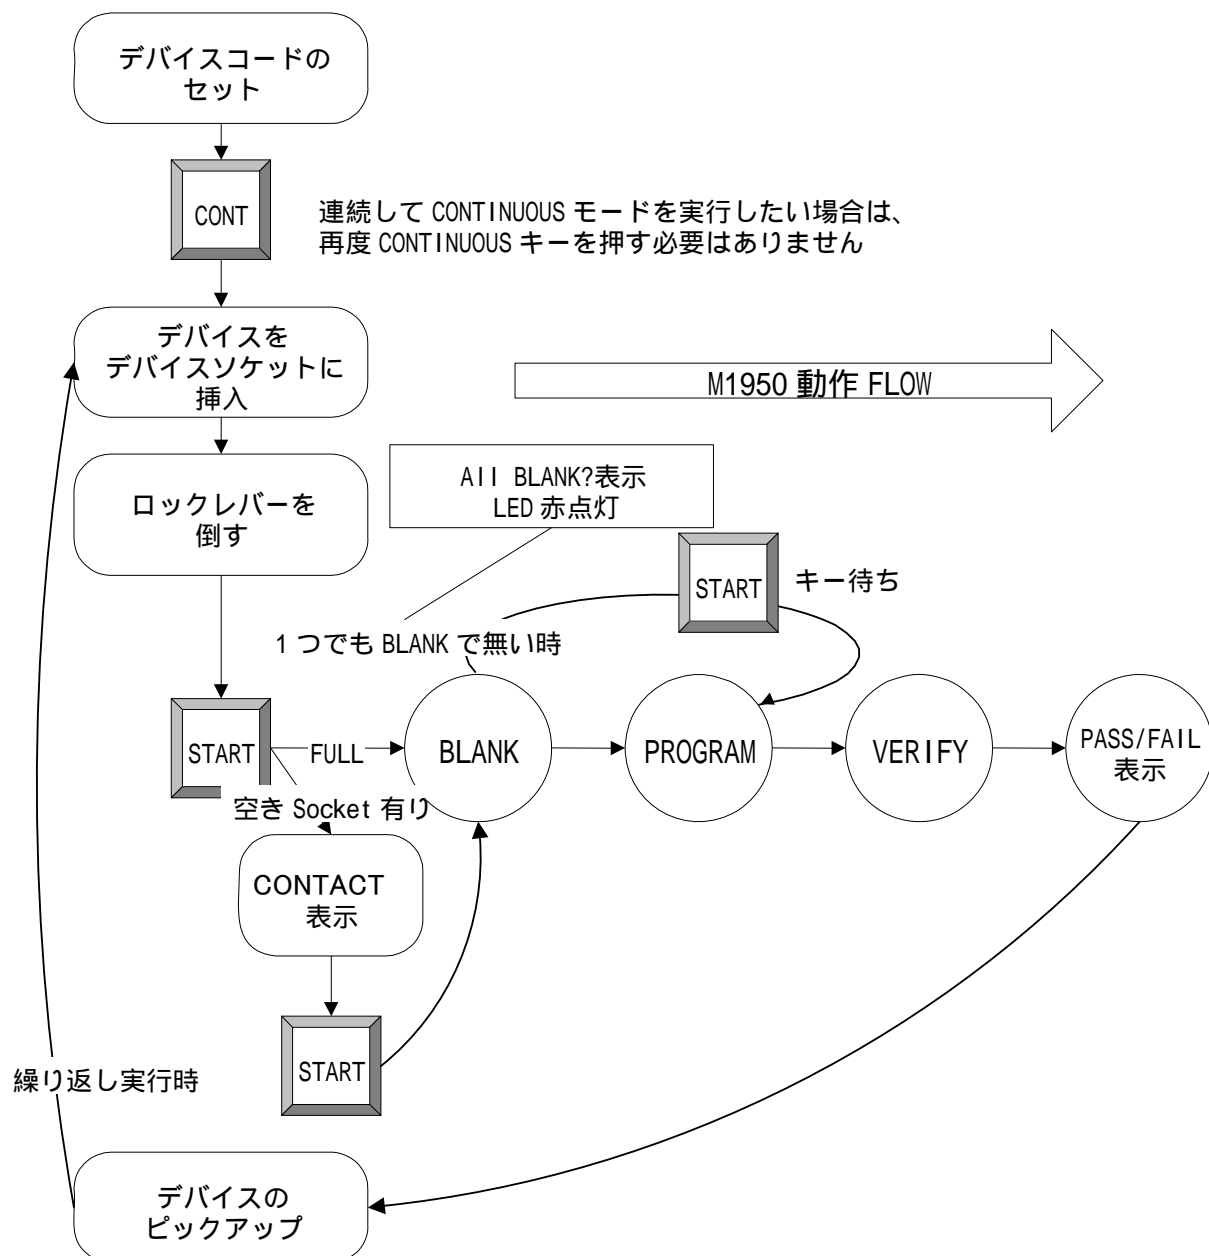 デバイスコードの
セット
CONT
連続して CONTINUOUS モードを実行したい場合は、
再度 CONTINUOUS キーを押す必要はありません
デバイスを
デバイスソケットに
挿入
M1950 動作 FLOW
ロックレバーを
倒す
All BLANK?表示
LED 赤点灯
START
キー待ち
1 つでも BLANK で無い時
START
FULL
BLANK
PROGRAM
VERIFY
PASS/FAIL
表示
空き Socket 有り
CONTACT
表示
START
繰り返し実行時
デバイスの
ピックアップ